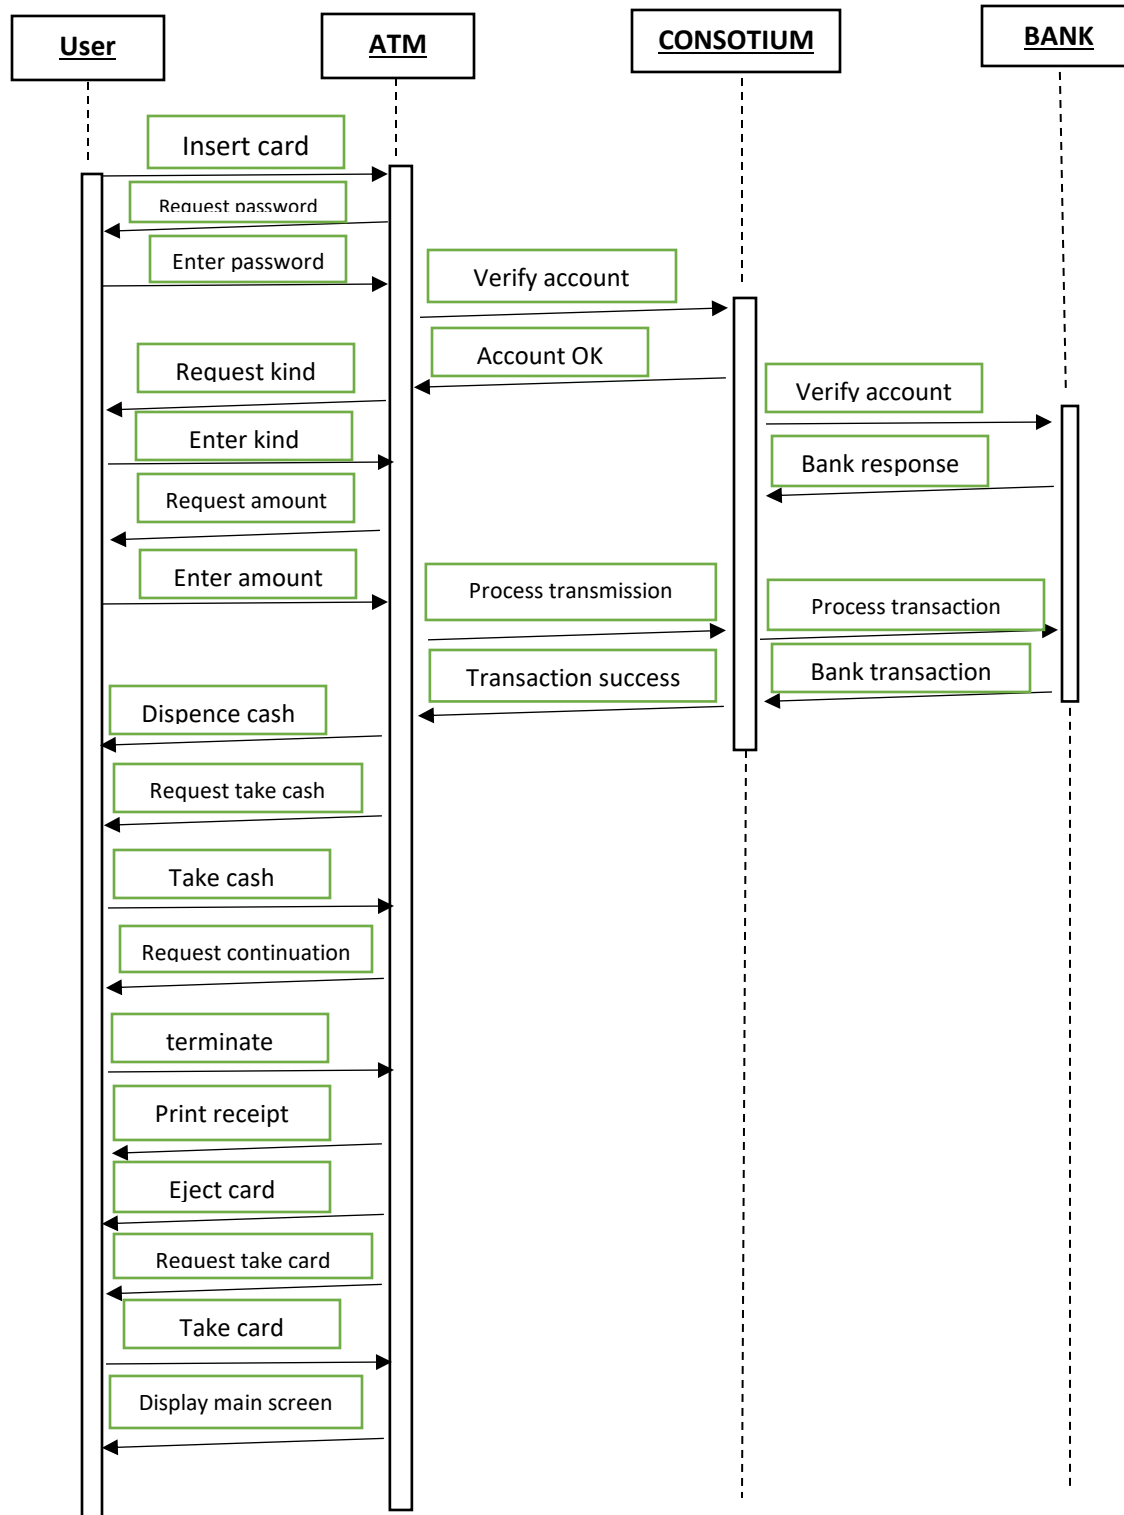 User
ATM
CONSOTIUM
BANK
Insert card
Request password
Enter password
Verify account
Account OK
Request kind
Verify account
Enter kind
Bank response
Request amount
Enter amount
Process transmission
Process transaction
Transaction success
Bank transaction
Dispence cash
Request take cash
Take cash
Request continuation
terminate
Print receipt
Eject card
Request take card
Take card
Display main screen